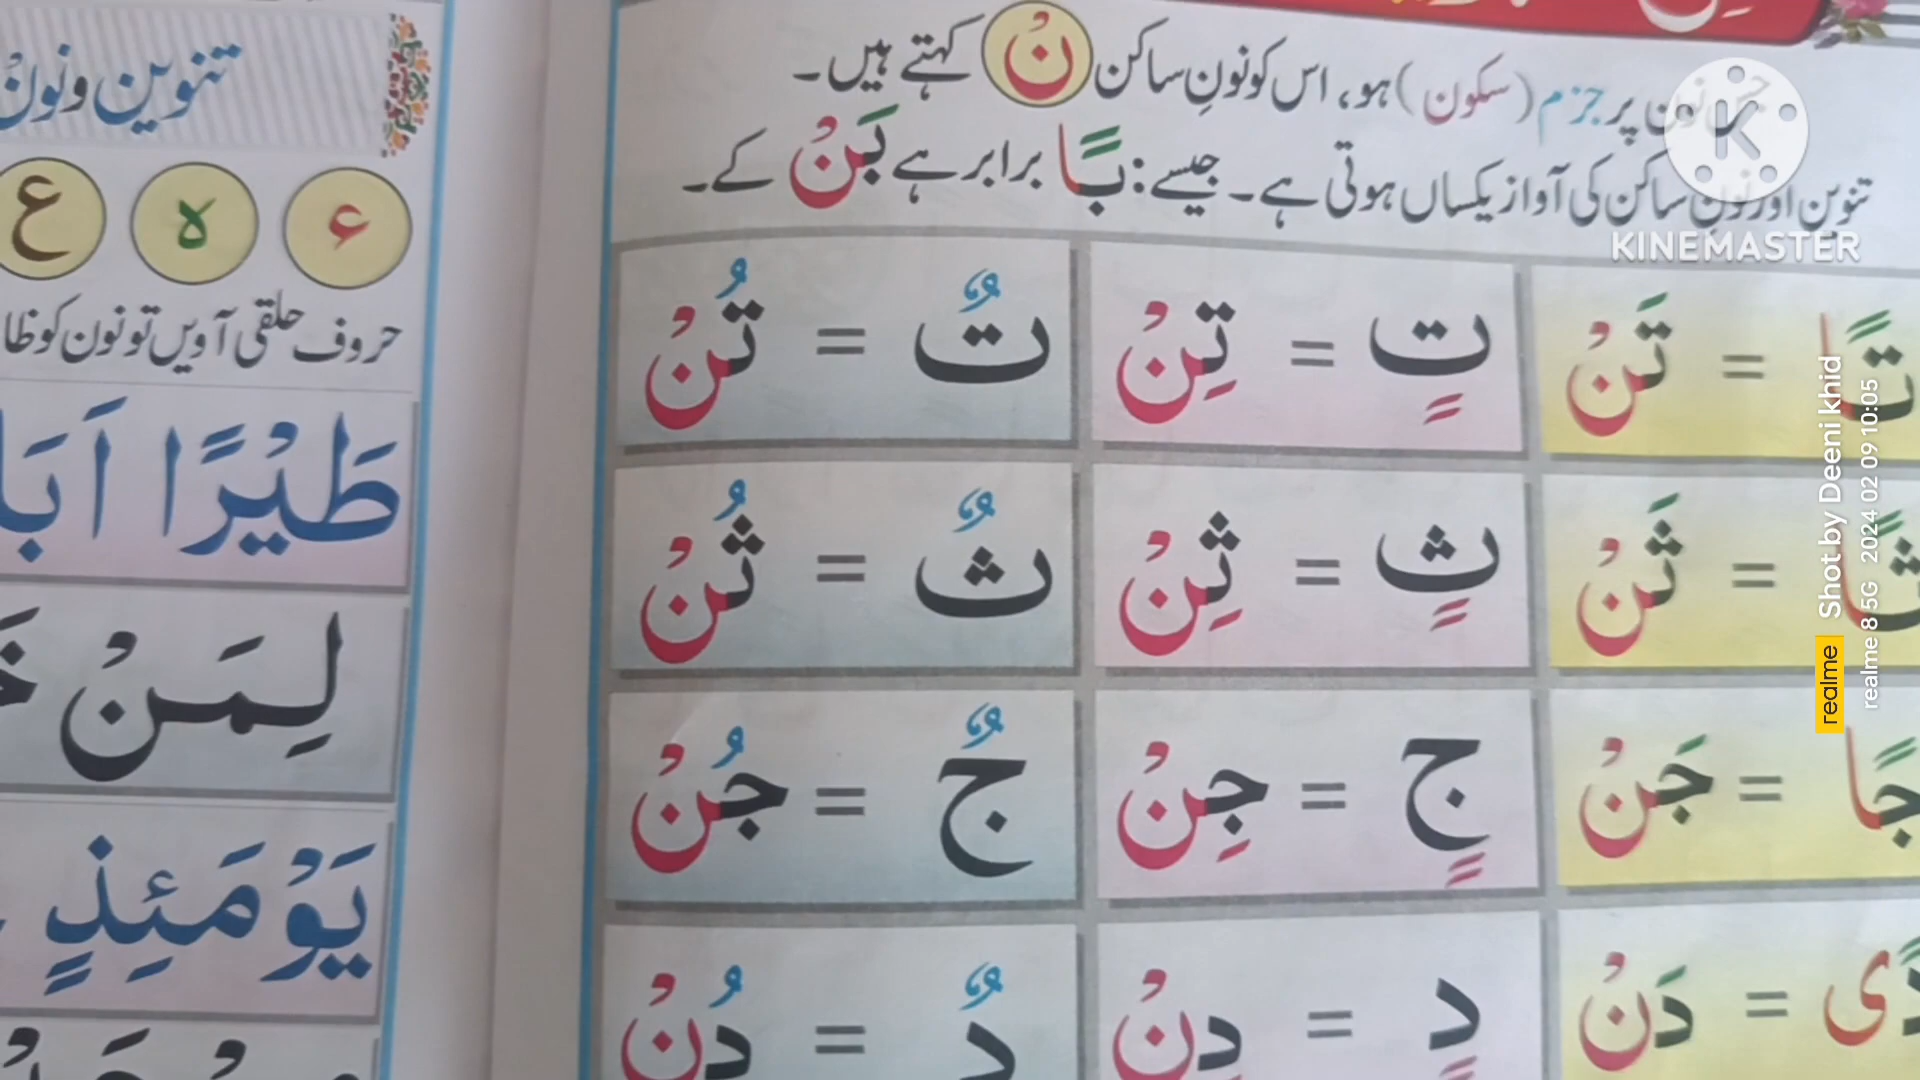 جس نون پر جزم (سکون) ہو، اس کو نونِ ساکن نْ کہتے ہیں۔
تنوین اور نونِ ساکن کی آواز یکساں ہوتی ہے۔ جیسے: بًا برابر ہے بَنْ کے۔
تًا = تَنْ تٍ = تِنْ تٌ = تُنْ
ثًا = ثَنْ ثٍ = ثِنْ ثٌ = ثُنْ
جًا = جَنْ جٍ = جِنْ جٌ = جُنْ
دًى = دَنْ دٍ = دِنْ دٌ = دُنْ
تنوین و نونْ
ء ہ ع
حروف حلقی آویں تو نون کو
طَيْرًا
لِمَنْ
يَوْمَئِذٍ
KINEMASTER
realme Shot by Deeni khid
realme 8 5G 2024 02 09 10:05